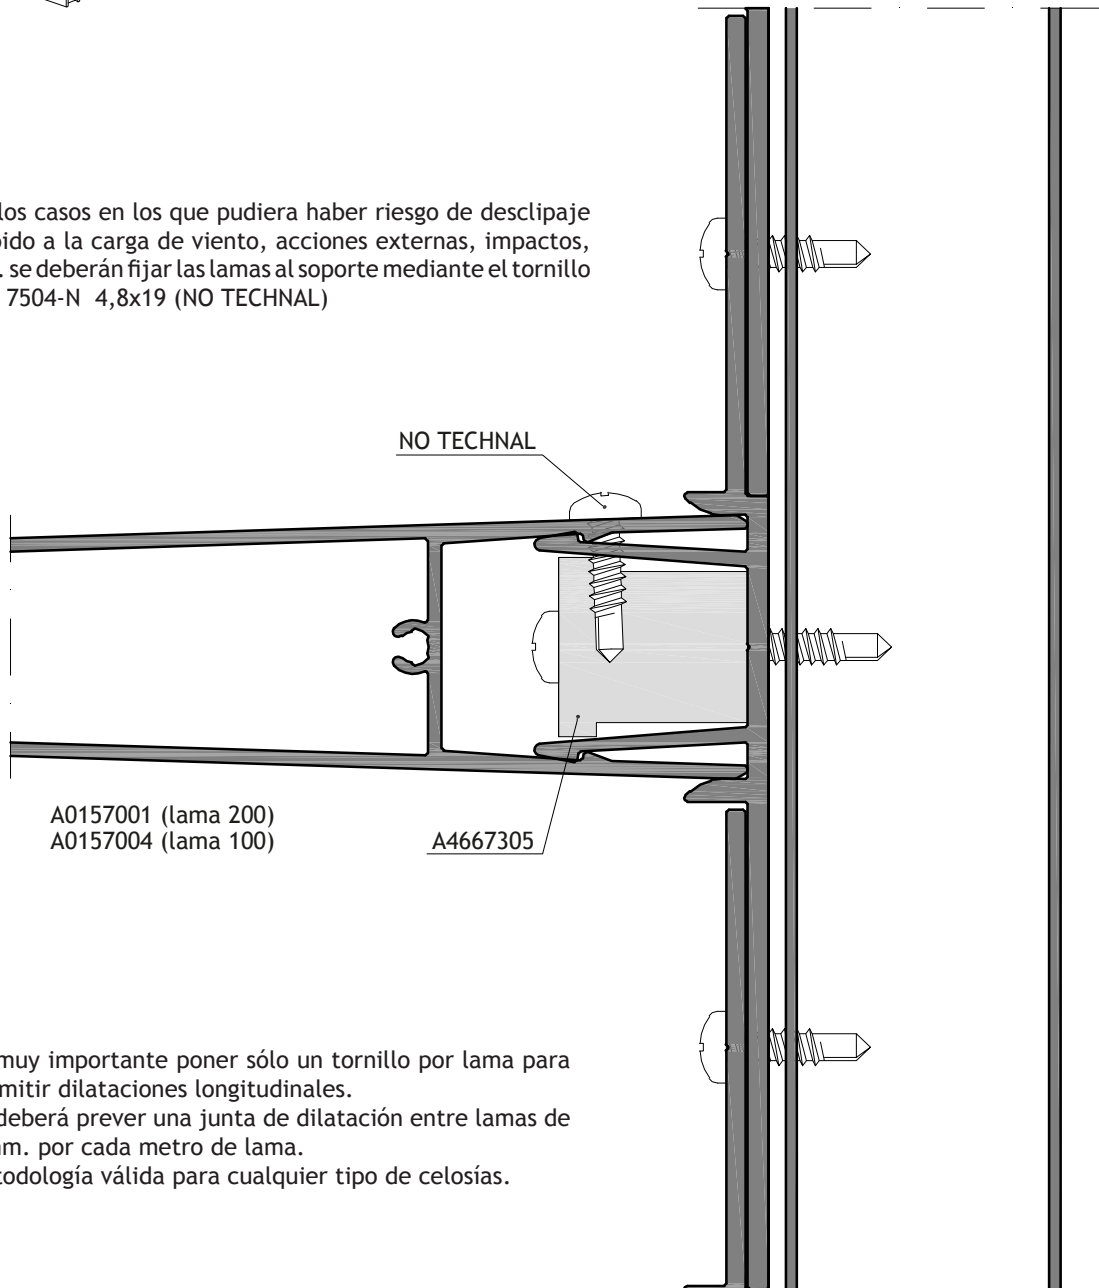 los casos en los que pudiera haber riesgo de desclipaje
ido a la carga de viento, acciones externas, impactos,
. se deberán fijar las lamas al soporte mediante el tornillo
7504-N 4,8x19 (NO TECHNAL)
NO TECHNAL
A0157001 (lama 200)
A0157004 (lama 100)
A4667305
muy importante poner sólo un tornillo por lama para
mitir dilataciones longitudinales.
deberá prever una junta de dilatación entre lamas de
m. por cada metro de lama.
todología válida para cualquier tipo de celosías.